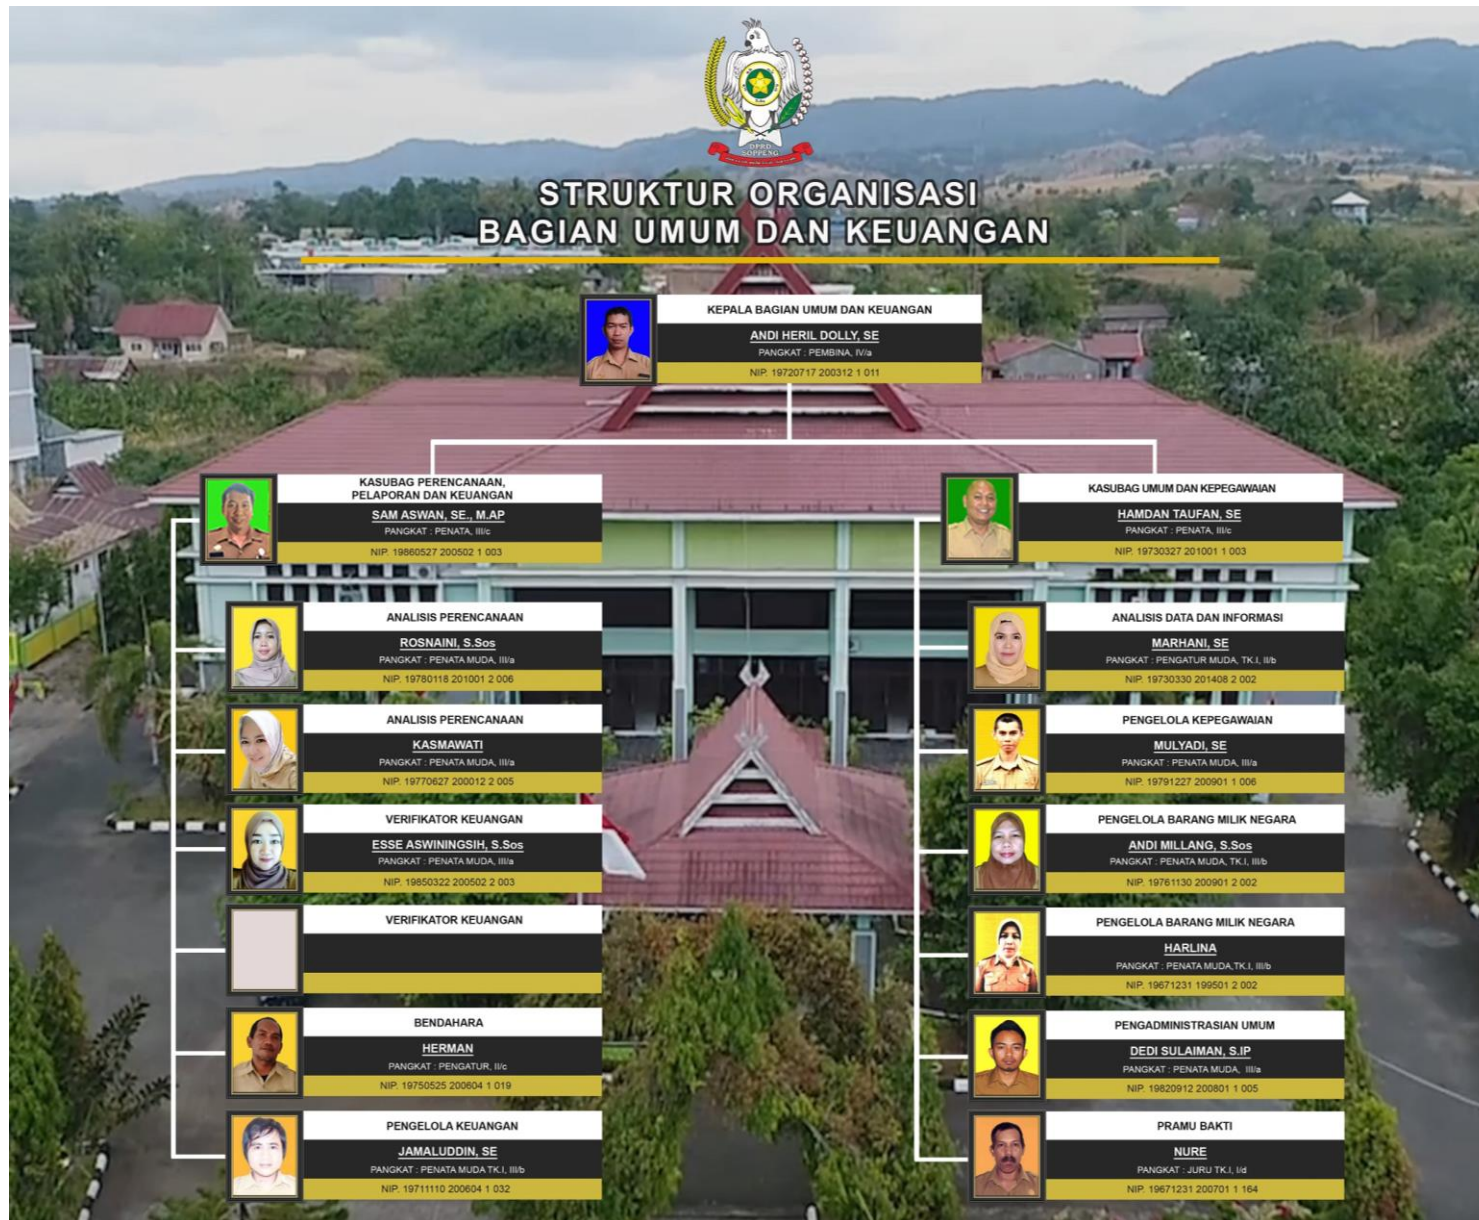 DPRD
SOPPENG
STRUKTUR ORGANISASI
BAGIAN UMUM DAN KEUANGAN
KEPALA BAGIAN UMUM DAN KEUANGAN
ANDI HERIL DOLLY, SE
PANGKAT : PEMBINA, IV/a
NIP. 19720717 200312 1 011
KASUBAG PERENCANAAN,
PELAPORAN DAN KEUANGAN
SAM ASWAN, SE., M.AP
PANGKAT : PENATA, III/c
NIP. 19860527 200502 1 003
ANALISIS PERENCANAAN
ROSNAINI, S.Sos
PANGKAT : PENATA MUDA, III/a
NIP. 19780118 201001 2 006
ANALISIS PERENCANAAN
KASMAWATI
PANGKAT : PENATA MUDA, III/a
NIP. 19770627 200012 2 005
VERIFIKATOR KEUANGAN
ESSE ASWININGSIH, S.Sos
PANGKAT : PENATA MUDA, III/a
NIP. 19850322 200502 2 003
VERIFIKATOR KEUANGAN
BENDAHARA
HERMAN
PANGKAT : PENGATUR, II/c
NIP. 19750525 200604 1 019
PENGELOLA KEUANGAN
JAMALUDDIN, SE
PANGKAT : PENATA MUDA TK.I, III/b
NIP. 19711110 200604 1 032
KASUBAG UMUM DAN KEPEGAWAIAN
HAMDAN TAUFAN, SE
PANGKAT : PENATA, III/c
NIP. 19730327 201001 1 003
ANALISIS DATA DAN INFORMASI
MARHANI, SE
PANGKAT : PENGATUR MUDA, TK.I, II/b
NIP. 19730330 201408 2 002
PENGELOLA KEPEGAWAIAN
MULYADI, SE
PANGKAT : PENATA MUDA, III/a
NIP. 19791227 200901 1 006
PENGELOLA BARANG MILIK NEGARA
ANDI MILLANG, S.Sos
PANGKAT : PENATA MUDA, TK.I, III/b
NIP. 19761130 200901 2 002
PENGELOLA BARANG MILIK NEGARA
HARLINA
PANGKAT : PENATA MUDA,TK.I, III/b
NIP. 19671231 199501 2 002
PENGADMINISTRASIAN UMUM
DEDI SULAIMAN, S.IP
PANGKAT : PENATA MUDA, III/a
NIP. 19820912 200801 1 005
PRAMU BAKTI
NURE
PANGKAT : JURU TK.I, I/d
NIP. 19671231 200701 1 164